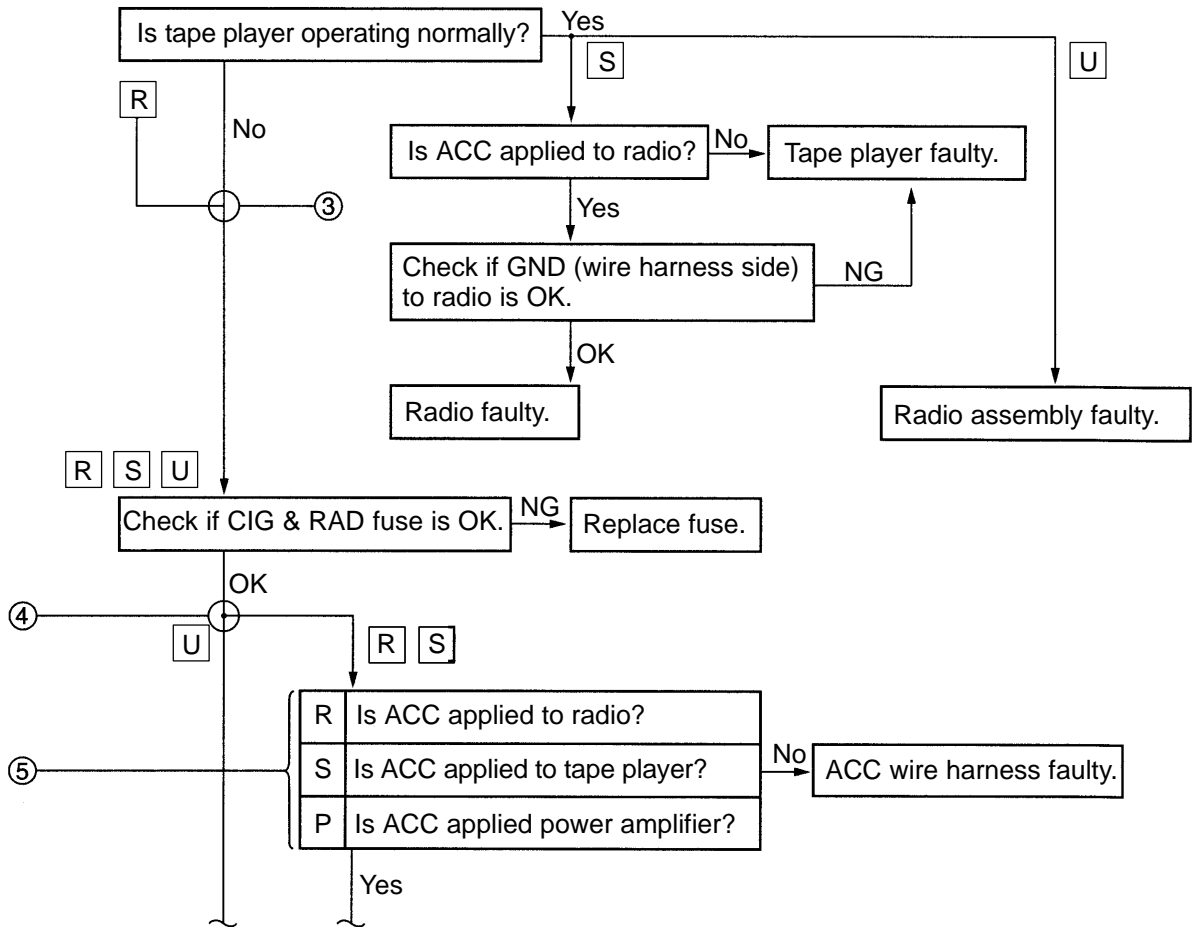 Is tape player operating normally?
Yes
S
U
R
No
Is ACC applied to radio?
No
Tape player faulty.
③
Yes
Check if GND (wire harness side)
to radio is OK.
NG
OK
Radio faulty.
Radio assembly faulty.
R S U
Check if CIG & RAD fuse is OK.
NG
Replace fuse.
OK
④
U
R S
R Is ACC applied to radio?
⑤
S Is ACC applied to tape player?
No
ACC wire harness faulty.
P Is ACC applied power amplifier?
Yes